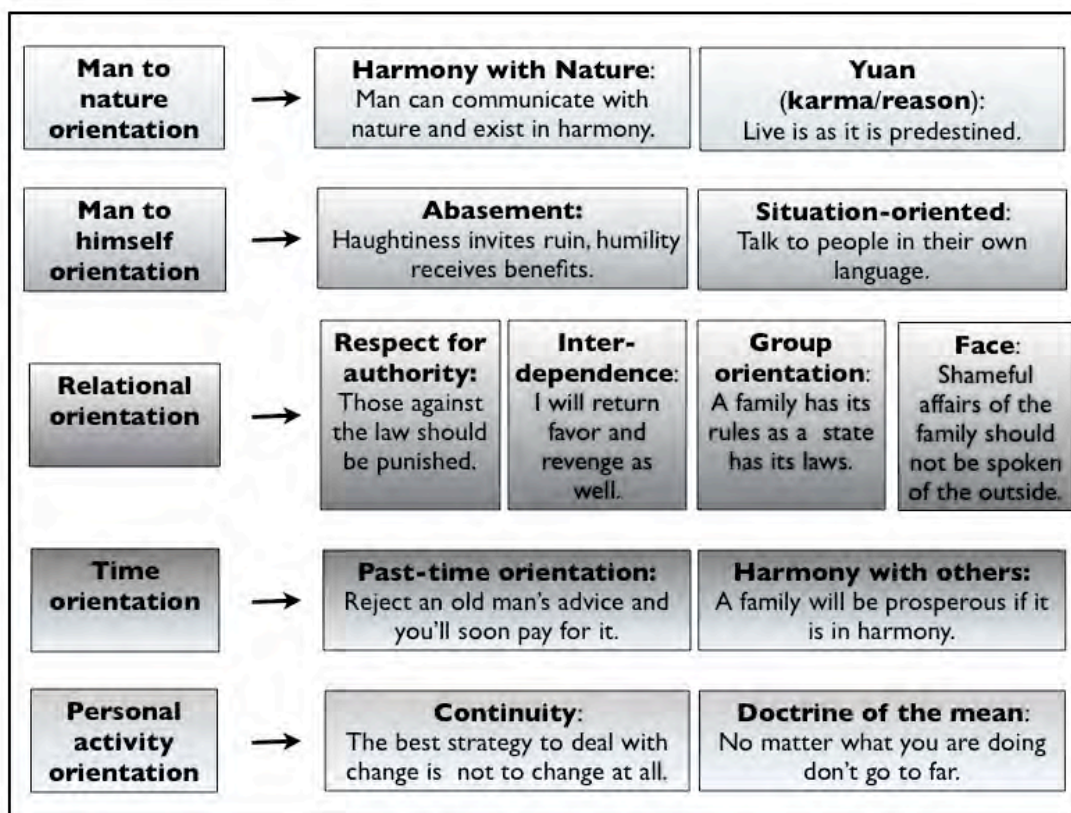 Man to
nature
orientation
Harmony with Nature:
Man can communicate with
nature and exist in harmony.
Yuan
(karma/reason):
Live is as it is predestined.
Man to
himself
orientation
Abasement:
Haughtiness invites ruin, humility
receives benefits.
Situation-oriented:
Talk to people in their own
language.
Relational
orientation
Respect for
authority:
Those against
the law should
be punished.
Inter-
dependence:
I will return
favor and
revenge as
well.
Group
orientation:
A family has its
rules as a state
has its laws.
Face:
Shameful
affairs of the
family should
not be spoken
of the outside.
Time
orientation
Past-time orientation:
Reject an old man's advice and
you'll soon pay for it.
Harmony with others:
A family will be prosperous if it
is in harmony.
Personal
activity
orientation
Continuity:
The best strategy to deal with
change is not to change at all.
Doctrine of the mean:
No matter what you are doing
don't go to far.